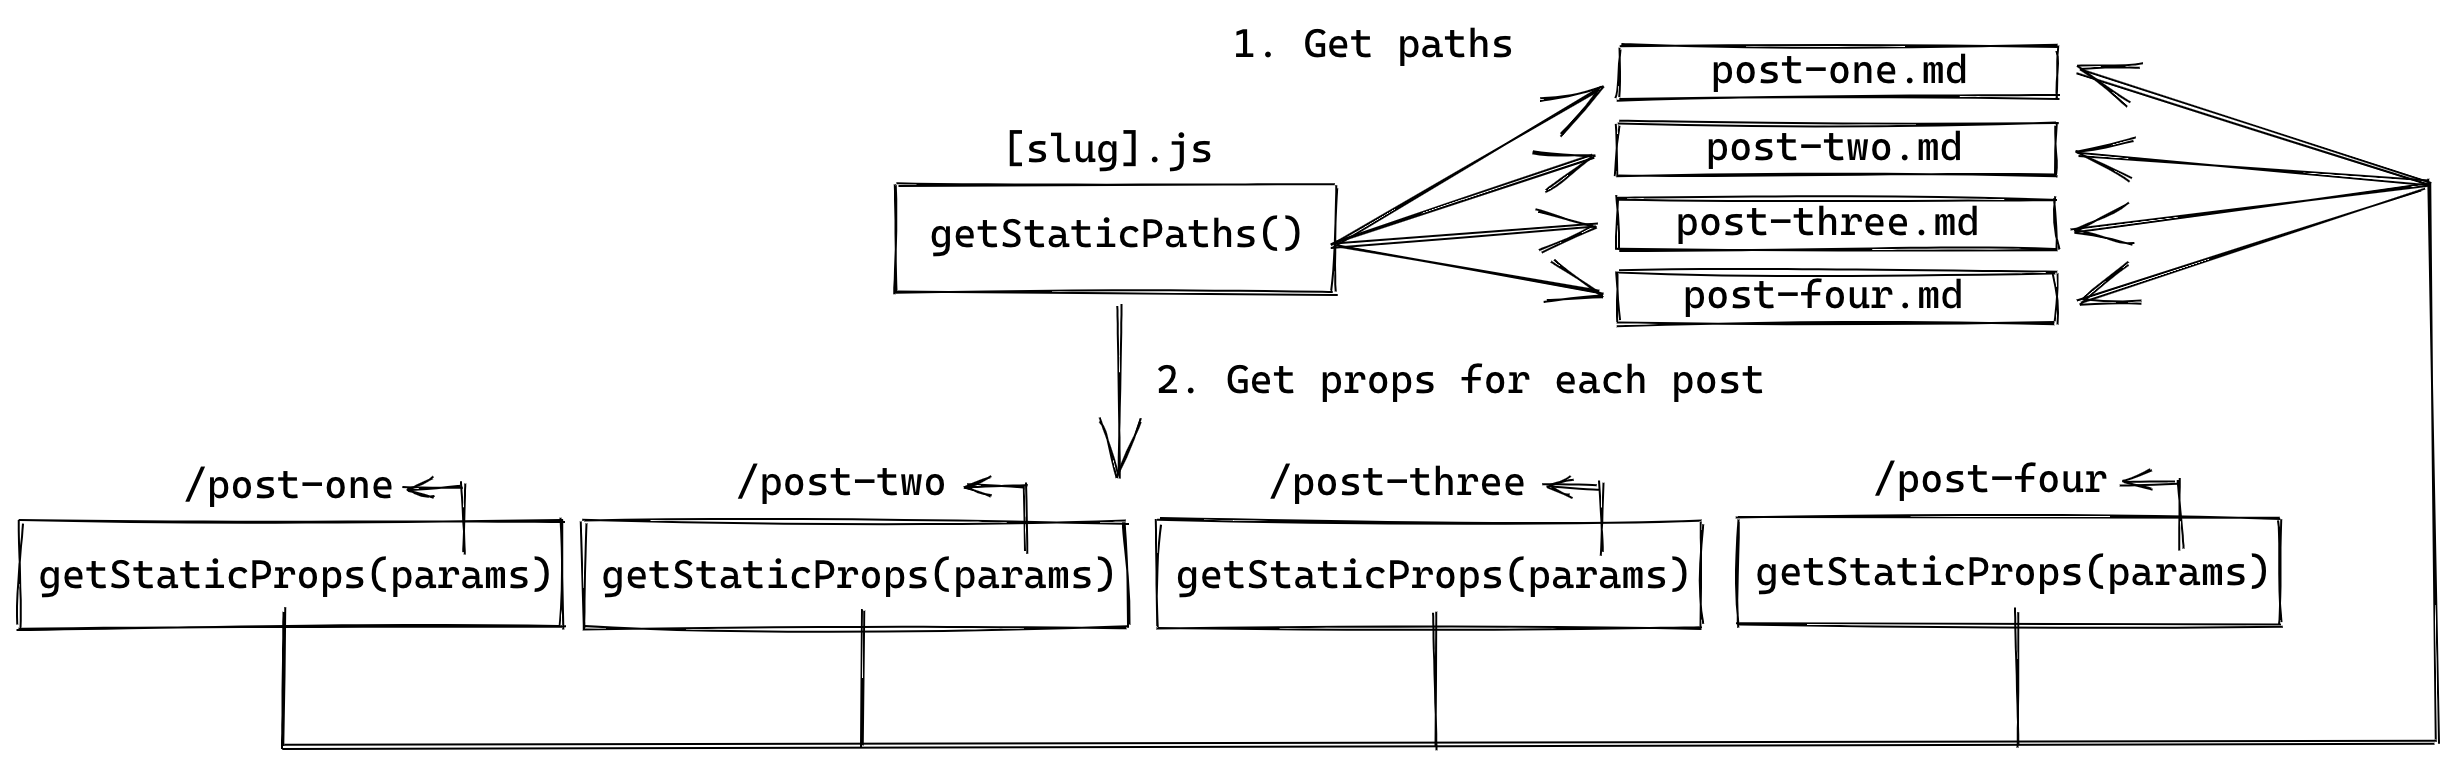 1. Get paths
post-one.md
[slug].js
post-two.md
getStaticPaths()
post-three.md
post-four.md
2. Get props for each post
/post-one
/post-two
/post-three
/post-four
getStaticProps(params)
getStaticProps(params)
getStaticProps(params)
getStaticProps(params)